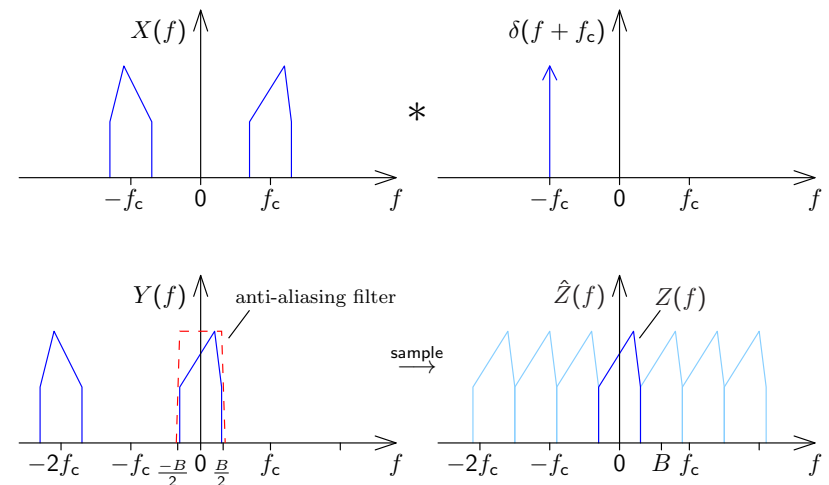 X(f)
δ(f + f_c)
*
−f_c 0 f_c f
−f_c 0 f_c f
Y(f)
anti-aliasing filter
sample
Ẑ(f)
Z(f)
−2f_c −f_c −B/2 0 B/2 f_c f
−2f_c −f_c 0 B f_c f